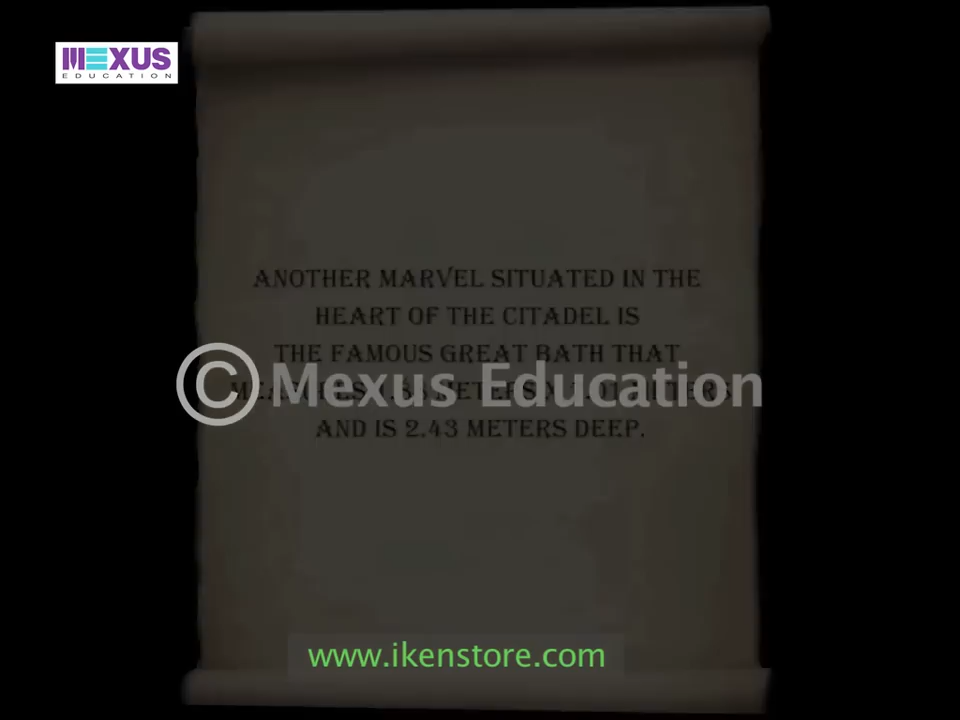 MEXUS
EDUCATION
ANOTHER MARVEL SITUATED IN THE
HEART OF THE CITADEL IS
THE FAMOUS GREAT BATH THAT
© Mexus Education
AND IS 2.43 METERS DEEP.
www.ikenstore.com